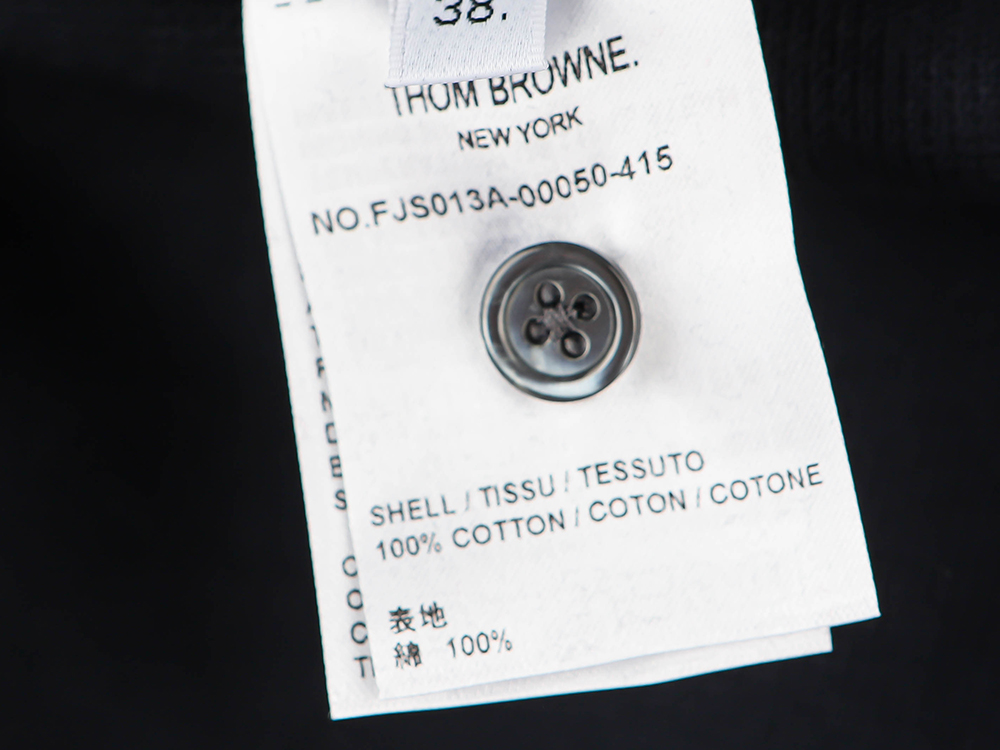 38.
THOM BROWNE.
NEW YORK
NO.FJS013A-00050-415
SHELL / TISSU / TESSUTO
100% COTTON / COTON / COTONE
表地
綿 100%